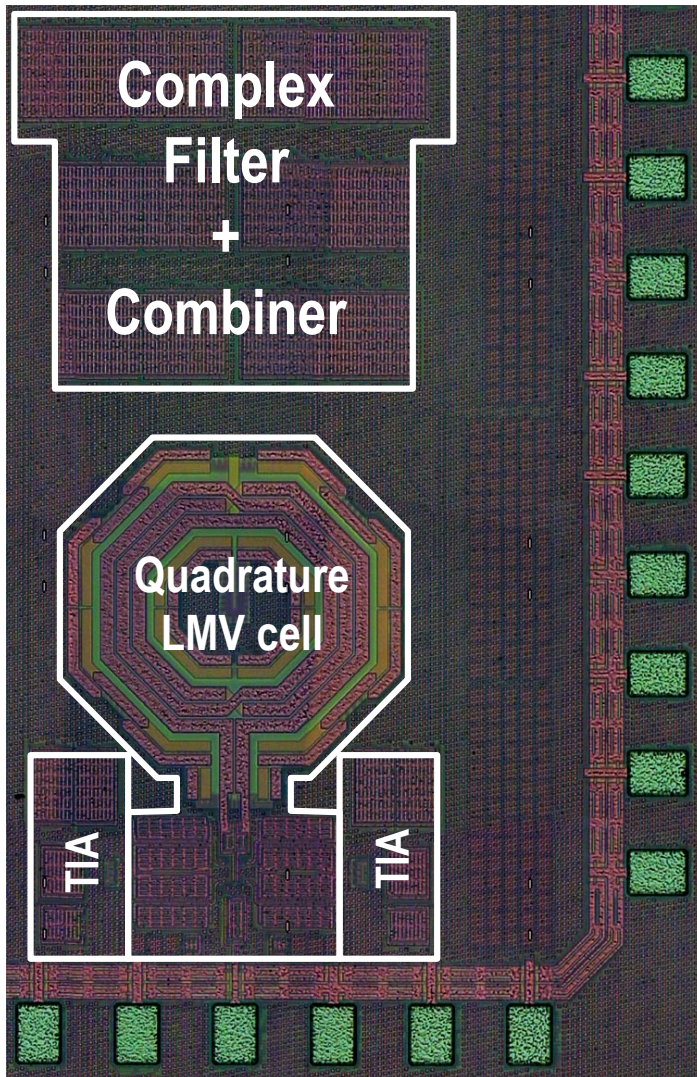 Complex
Filter
+
Combiner
Quadrature
LMV cell
TIA
TIA